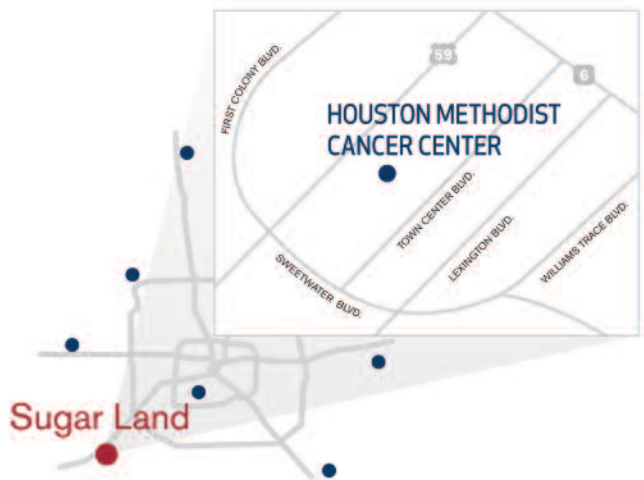 FIRST COLONY BLVD.
59
6
HOUSTON METHODIST
CANCER CENTER
TOWN CENTER BLVD.
LEXINGTON BLVD.
WILLIAMS TRACE BLVD.
SWEETWATER BLVD.
Sugar Land